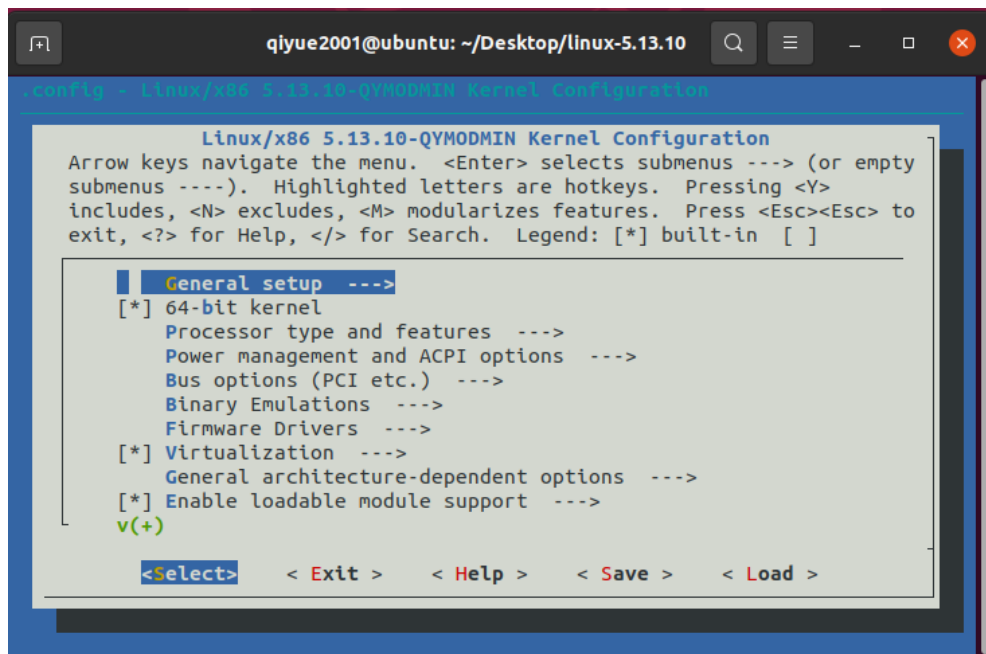 qiyue2001@ubuntu: ~/Desktop/linux-5.13.10
.config - Linux/x86 5.13.10-QYMODMIN Kernel Configuration
Linux/x86 5.13.10-QYMODMIN Kernel Configuration
Arrow keys navigate the menu.  <Enter> selects submenus ---> (or empty
submenus ----).  Highlighted letters are hotkeys.  Pressing <Y>
includes, <N> excludes, <M> modularizes features.  Press <Esc><Esc> to
exit, <?> for Help, </> for Search.  Legend: [*] built-in  [ ]
General setup  --->
[*] 64-bit kernel
Processor type and features  --->
Power management and ACPI options  --->
Bus options (PCI etc.)  --->
Binary Emulations  --->
Firmware Drivers  --->
[*] Virtualization  --->
General architecture-dependent options  --->
[*] Enable loadable module support  --->
v(+)
<Select>    < Exit >    < Help >    < Save >    < Load >